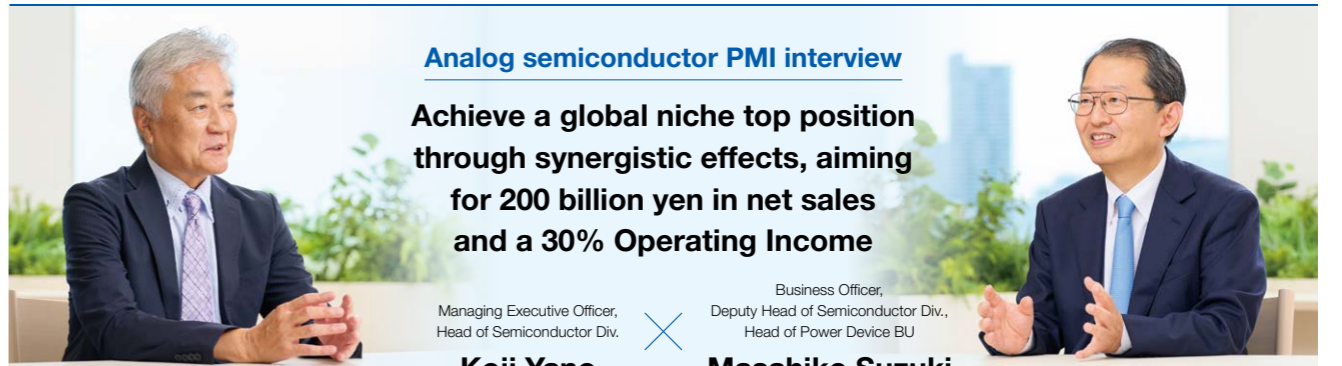 Analog semiconductor PMI interview
Achieve a global niche top position
through synergistic effects, aiming
for 200 billion yen in net sales
and a 30% Operating Income
Managing Executive Officer,
Head of Semiconductor Div.
Business Officer,
Deputy Head of Semiconductor Div.,
Head of Power Device BU
Masahiko Suzuki